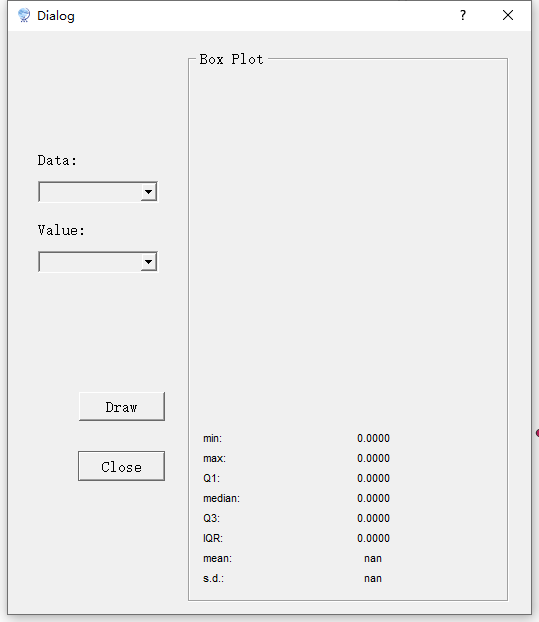 Dialog
?
Box Plot
Data:
Value:
Draw
Close
min: 0.0000
max: 0.0000
Q1: 0.0000
median: 0.0000
Q3: 0.0000
IQR: 0.0000
mean: nan
s.d.: nan